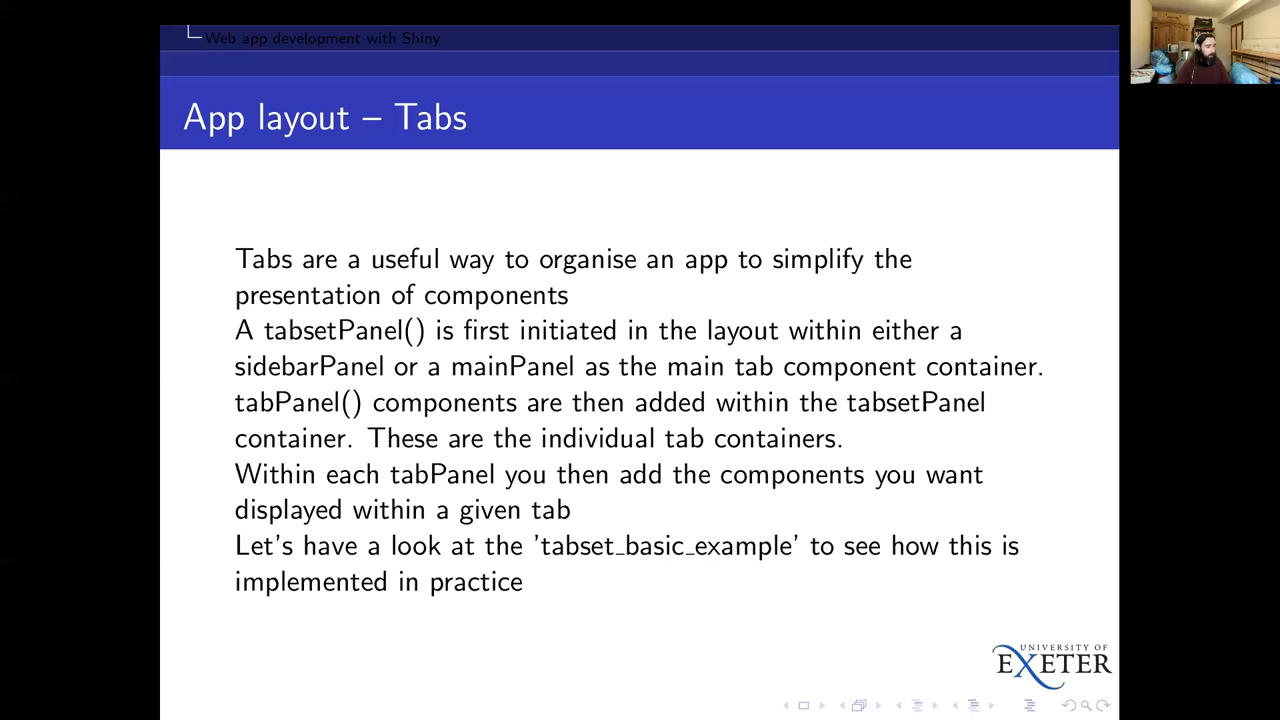 Web app development with Shiny
App layout – Tabs
Tabs are a useful way to organise an app to simplify the
presentation of components
A tabsetPanel() is first initiated in the layout within either a
sidebarPanel or a mainPanel as the main tab component container.
tabPanel() components are then added within the tabsetPanel
container. These are the individual tab containers.
Within each tabPanel you then add the components you want
displayed within a given tab
Let's have a look at the 'tabset_basic_example' to see how this is
implemented in practice
UNIVERSITY OF
EXETER